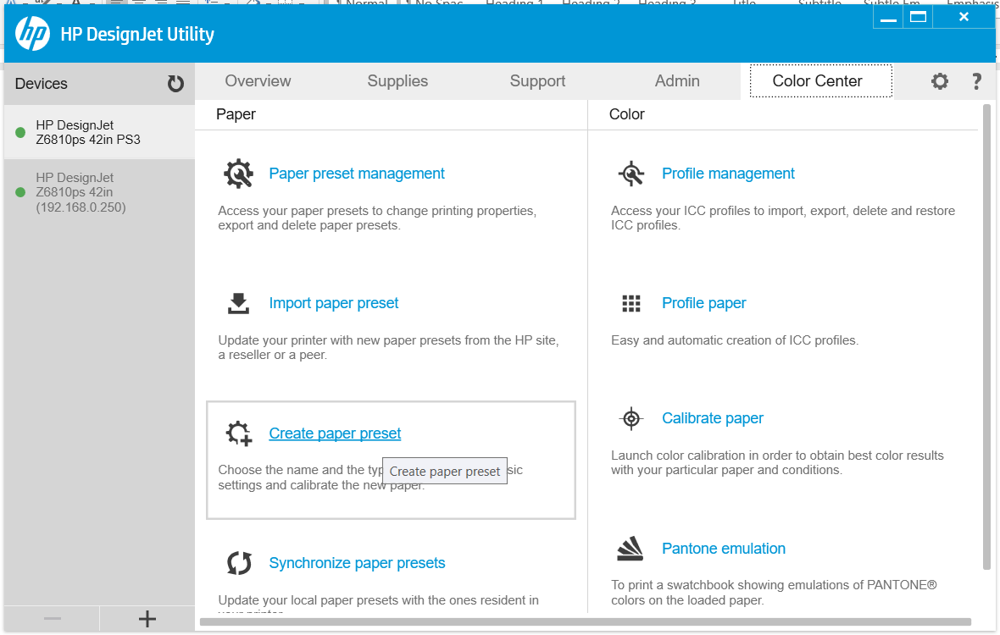 Normal
No Spac
Heading 1
Heading 2
Heading 3
Title
Subtitle
Subtle Em
Emphasis
hp HP DesignJet Utility
Devices
Overview
Supplies
Support
Admin
Color Center
?
HP DesignJet
Z6810ps 42in PS3
HP DesignJet
Z6810ps 42in
(192.168.0.250)
Paper
Paper preset management
Access your paper presets to change printing properties,
export and delete paper presets.
Import paper preset
Update your printer with new paper presets from the HP site,
a reseller or a peer.
Create paper preset
Choose the name and the typ
sic
Create paper preset
settings and calibrate the new paper.
Synchronize paper presets
Update your local paper presets with the ones resident in
your printer
Color
Profile management
Access your ICC profiles to import, export, delete and restore
ICC profiles.
Profile paper
Easy and automatic creation of ICC profiles.
Calibrate paper
Launch color calibration in order to obtain best color results
with your particular paper and conditions.
Pantone emulation
To print a swatchbook showing emulations of PANTONE®
colors on the loaded paper.